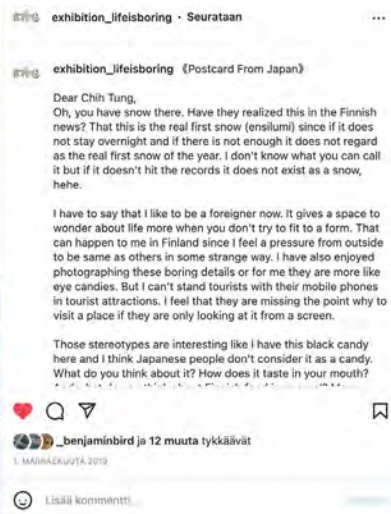 exhibition_lifeisboring • Seurataan
exhibition_lifeisboring 《Postcard From Japan》
Dear Chih Tung,
Oh, you have snow there. Have they realized this in the Finnish
news? That this is the real first snow (ensilumi) since if it does
not stay overnight and if there is not enough it does not regard
as the real first snow of the year. I don't know what you can call
it but if it doesn't hit the records it does not exist as a snow,
hehe.
I have to say that I like to be a foreigner now. It gives a space to
wonder about life more when you don't try to fit to a form. That
can happen to me in Finland since I feel a pressure from outside
to be same as others in some strange way. I have also enjoyed
photographing these boring details or for me they are more like
eye candies. But I can't stand tourists with their mobile phones
in tourist attractions. I feel that they are missing the point why to
visit a place if they are only looking at it from a screen.
Those stereotypes are interesting like i have this black candy
here and I think Japanese people don't consider it as a candy.
What do you think about it? How does it taste in your mouth?
_benjaminbird ja 12 muuta tykkäävät
1. MARRASKUUTA 2019
Lisää kommentti...